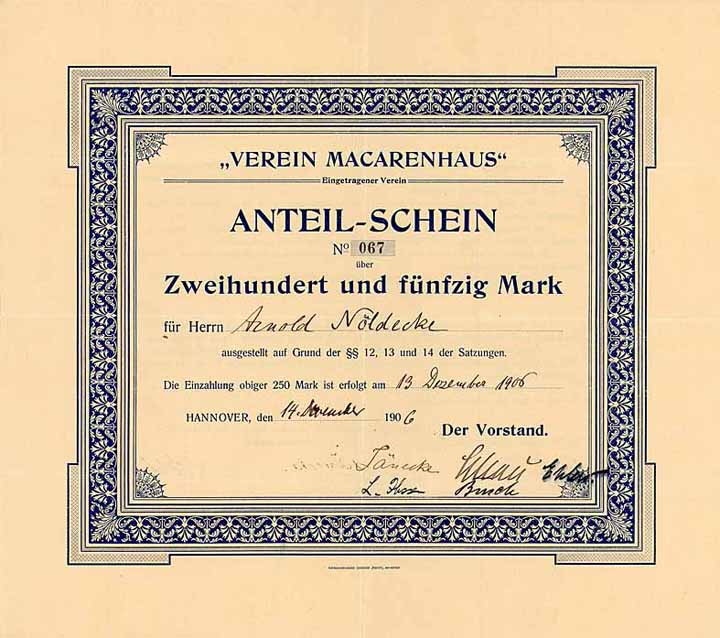 „VEREIN MACARENHAUS“
Eingetragener Verein
ANTEIL-SCHEIN
No 067
über
Zweihundert und fünfzig Mark
für Herrn Arnold Nöldecke
ausgestellt auf Grund der §§ 12, 13 und 14 der Satzungen.
Die Einzahlung obiger 250 Mark ist erfolgt am 13 Dezember 1906
HANNOVER, den 14. Dezember 1906
Der Vorstand.
Jänecke